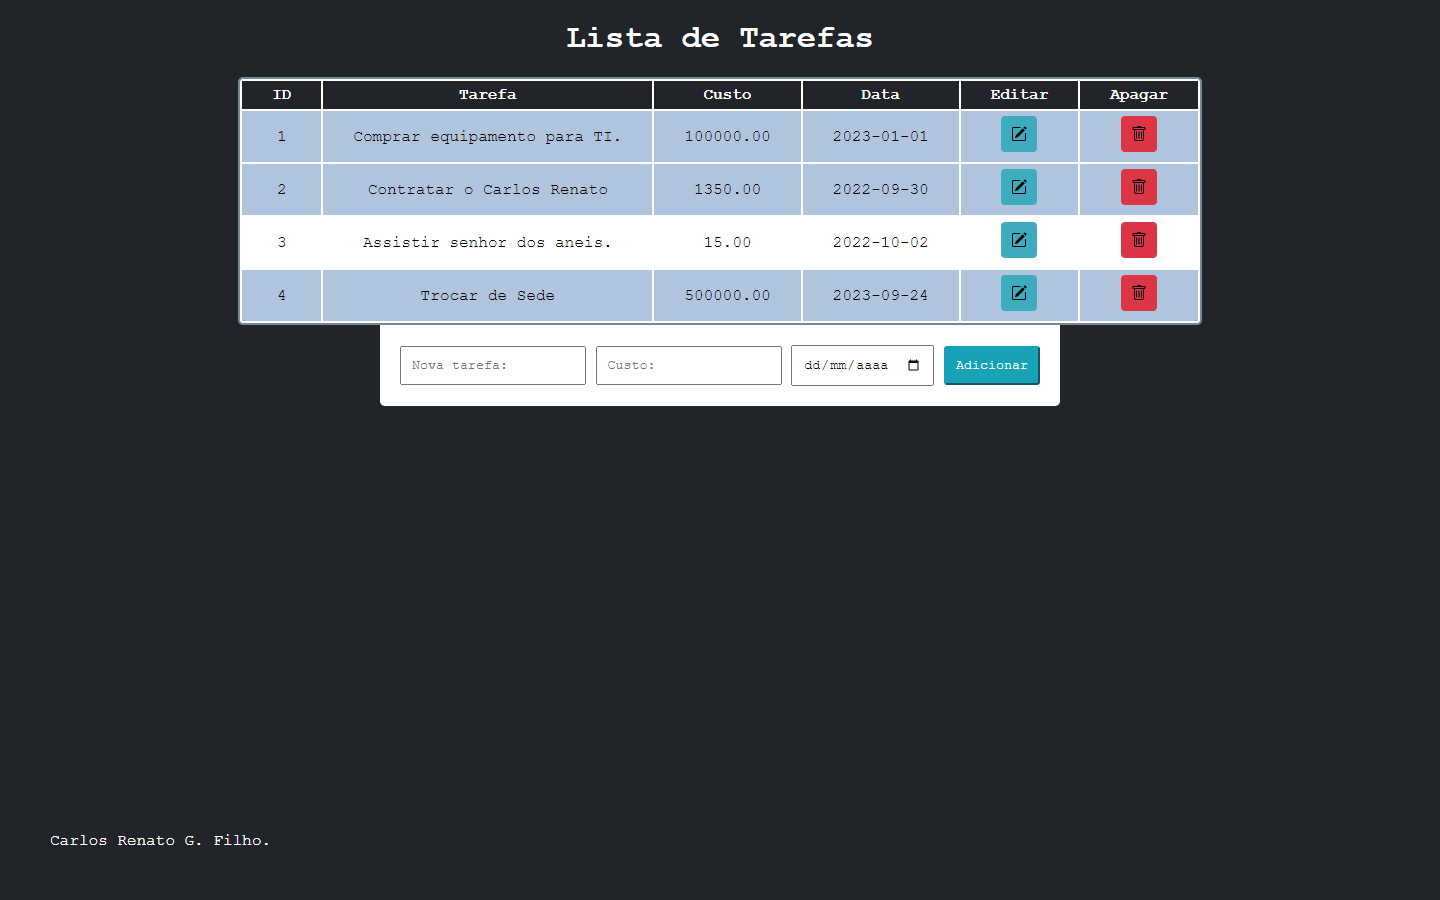 Lista de Tarefas
ID Tarefa Custo Data Editar Apagar
1 Comprar equipamento para TI. 100000.00 2023-01-01
2 Contratar o Carlos Renato 1350.00 2022-09-30
3 Assistir senhor dos aneis. 15.00 2022-10-02
4 Trocar de Sede 500000.00 2023-09-24
Nova tarefa: Custo: dd/mm/aaaa Adicionar
Carlos Renato G. Filho.